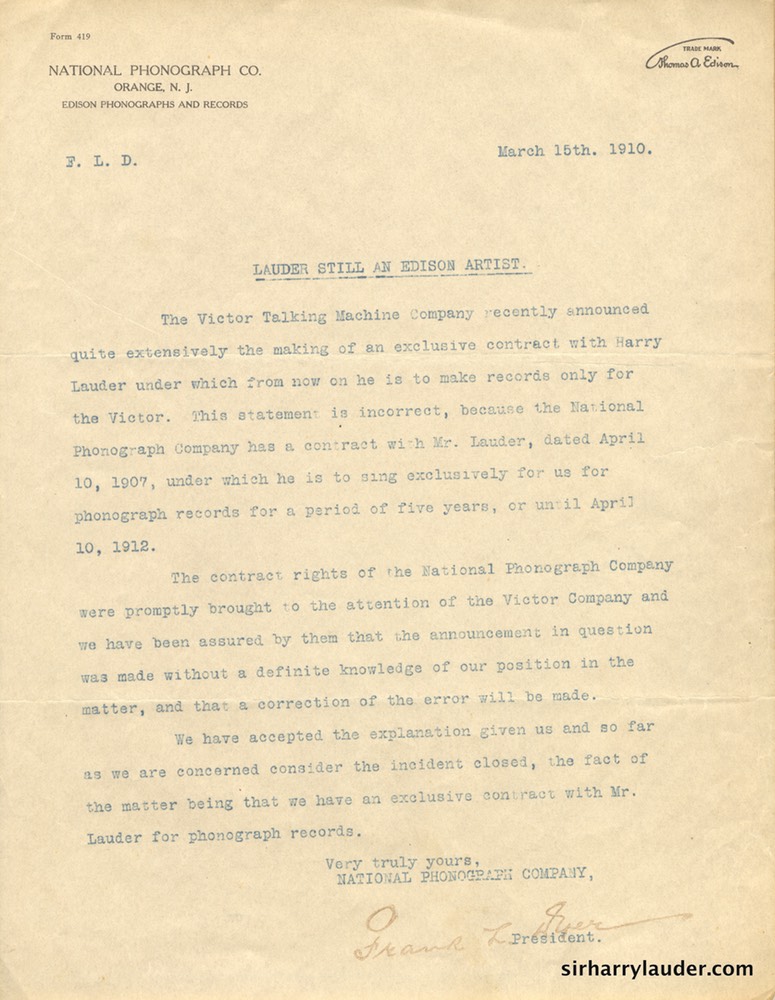 Form 419
NATIONAL PHONOGRAPH CO.
ORANGE, N. J.
EDISON PHONOGRAPHS AND RECORDS
TRADE MARK
Thomas A Edison
F. L. D.
March 15th. 1910.
LAUDER STILL AN EDISON ARTIST.
The Victor Talking Machine Company recently announced
quite extensively the making of an exclusive contract with Harry
Lauder under which from now on he is to make records only for
the Victor. This statement is incorrect, because the National
Phonograph Company has a contract with Mr. Lauder, dated April
10, 1907, under which he is to sing exclusively for us for
phonograph records for a period of five years, or until April
10, 1912.
The contract rights of the National Phonograph Company
were promptly brought to the attention of the Victor Company and
we have been assured by them that the announcement in question
was made without a definite knowledge of our position in the
matter, and that a correction of the error will be made.
We have accepted the explanation given us and so far
as we are concerned consider the incident closed, the fact of
the matter being that we have an exclusive contract with Mr.
Lauder for phonograph records.
Very truly yours,
NATIONAL PHONOGRAPH COMPANY,
Frank L. Dyer
President.
sirharrylauder.com